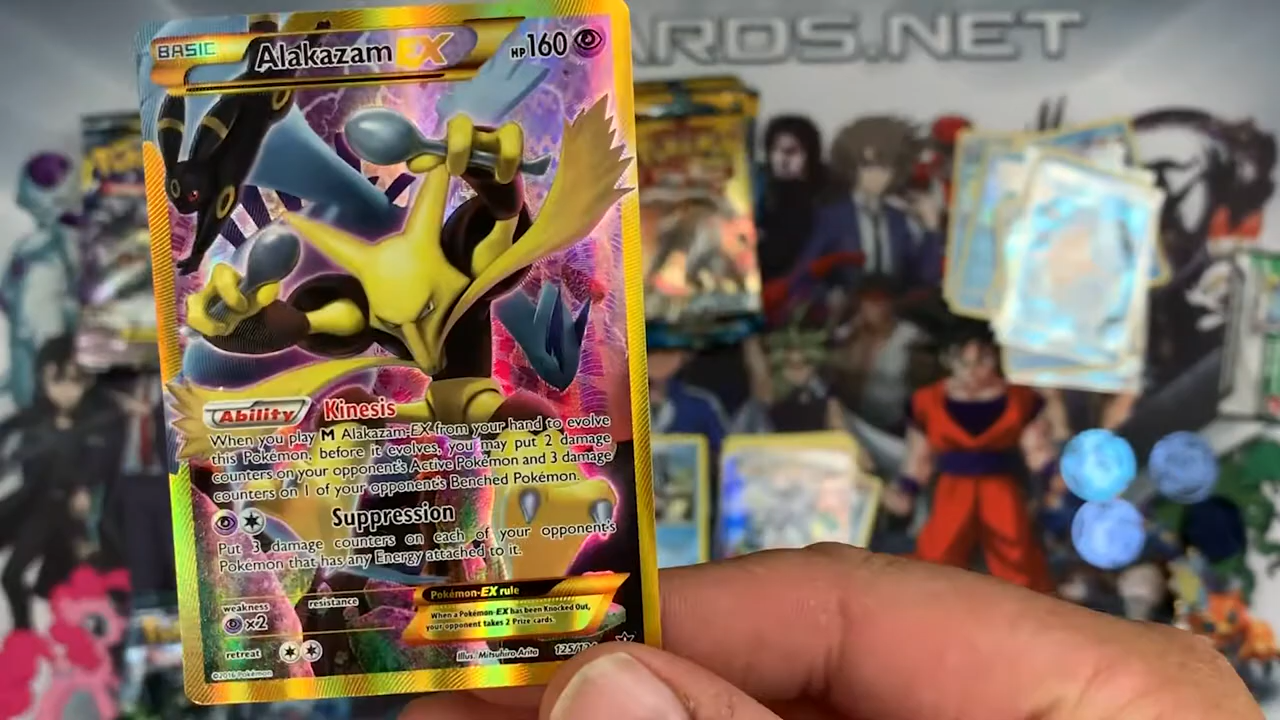 BASIC Alakazam EX HP160
ARDS.NET
Ability Kinesis
When you play M Alakazam-EX from your hand to evolve
this Pokémon, before it evolves, you may put 2 damage
counters on your opponent's Active Pokémon and 3 damage
counters on 1 of your opponent's Benched Pokémon.
Suppression
Put 3 damage counters on each of your opponent's
Pokémon that has any Energy attached to it.
Pokémon-EX rule
When a Pokémon-EX has been Knocked Out,
your opponent takes 2 Prize cards.
weakness resistance
x2
retreat
Illus. Mitsuhiro Arita 125/12
©2016 Pokémon